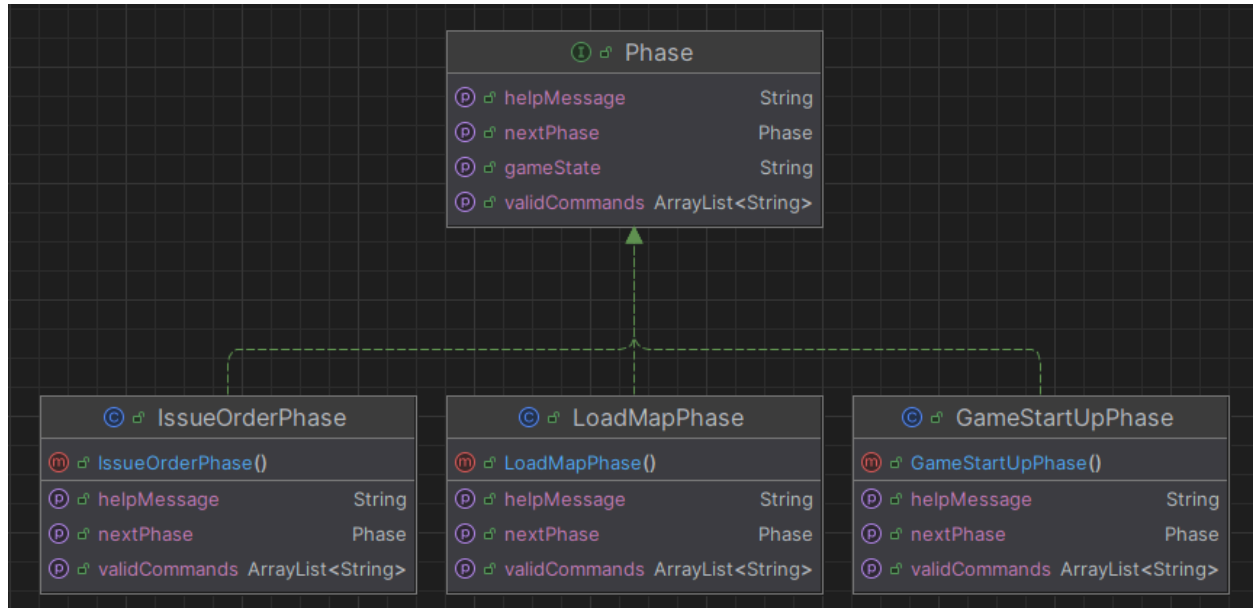 I Phase
p helpMessage String
p nextPhase Phase
p gameState String
p validCommands ArrayList<String>
C IssueOrderPhase
m IssueOrderPhase()
p helpMessage String
p nextPhase Phase
p validCommands ArrayList<String>
C LoadMapPhase
m LoadMapPhase()
p helpMessage String
p nextPhase Phase
p validCommands ArrayList<String>
C GameStartUpPhase
m GameStartUpPhase()
p helpMessage String
p nextPhase Phase
p validCommands ArrayList<String>